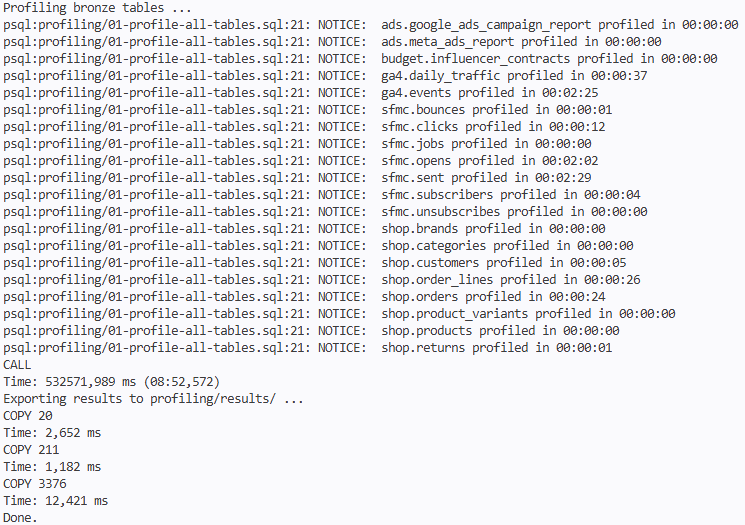 Profiling bronze tables ...
psql:profiling/01-profile-all-tables.sql:21: NOTICE:  ads.google_ads_campaign_report profiled in 00:00:00
psql:profiling/01-profile-all-tables.sql:21: NOTICE:  ads.meta_ads_report profiled in 00:00:00
psql:profiling/01-profile-all-tables.sql:21: NOTICE:  budget.influencer_contracts profiled in 00:00:00
psql:profiling/01-profile-all-tables.sql:21: NOTICE:  ga4.daily_traffic profiled in 00:00:37
psql:profiling/01-profile-all-tables.sql:21: NOTICE:  ga4.events profiled in 00:02:25
psql:profiling/01-profile-all-tables.sql:21: NOTICE:  sfmc.bounces profiled in 00:00:01
psql:profiling/01-profile-all-tables.sql:21: NOTICE:  sfmc.clicks profiled in 00:00:12
psql:profiling/01-profile-all-tables.sql:21: NOTICE:  sfmc.jobs profiled in 00:00:00
psql:profiling/01-profile-all-tables.sql:21: NOTICE:  sfmc.opens profiled in 00:02:02
psql:profiling/01-profile-all-tables.sql:21: NOTICE:  sfmc.sent profiled in 00:02:29
psql:profiling/01-profile-all-tables.sql:21: NOTICE:  sfmc.subscribers profiled in 00:00:04
psql:profiling/01-profile-all-tables.sql:21: NOTICE:  sfmc.unsubscribes profiled in 00:00:00
psql:profiling/01-profile-all-tables.sql:21: NOTICE:  shop.brands profiled in 00:00:00
psql:profiling/01-profile-all-tables.sql:21: NOTICE:  shop.categories profiled in 00:00:00
psql:profiling/01-profile-all-tables.sql:21: NOTICE:  shop.customers profiled in 00:00:05
psql:profiling/01-profile-all-tables.sql:21: NOTICE:  shop.order_lines profiled in 00:00:26
psql:profiling/01-profile-all-tables.sql:21: NOTICE:  shop.orders profiled in 00:00:24
psql:profiling/01-profile-all-tables.sql:21: NOTICE:  shop.product_variants profiled in 00:00:00
psql:profiling/01-profile-all-tables.sql:21: NOTICE:  shop.products profiled in 00:00:00
psql:profiling/01-profile-all-tables.sql:21: NOTICE:  shop.returns profiled in 00:00:01
CALL
Time: 532571,989 ms (08:52,572)
Exporting results to profiling/results/ ...
COPY 20
Time: 2,652 ms
COPY 211
Time: 1,182 ms
COPY 3376
Time: 12,421 ms
Done.